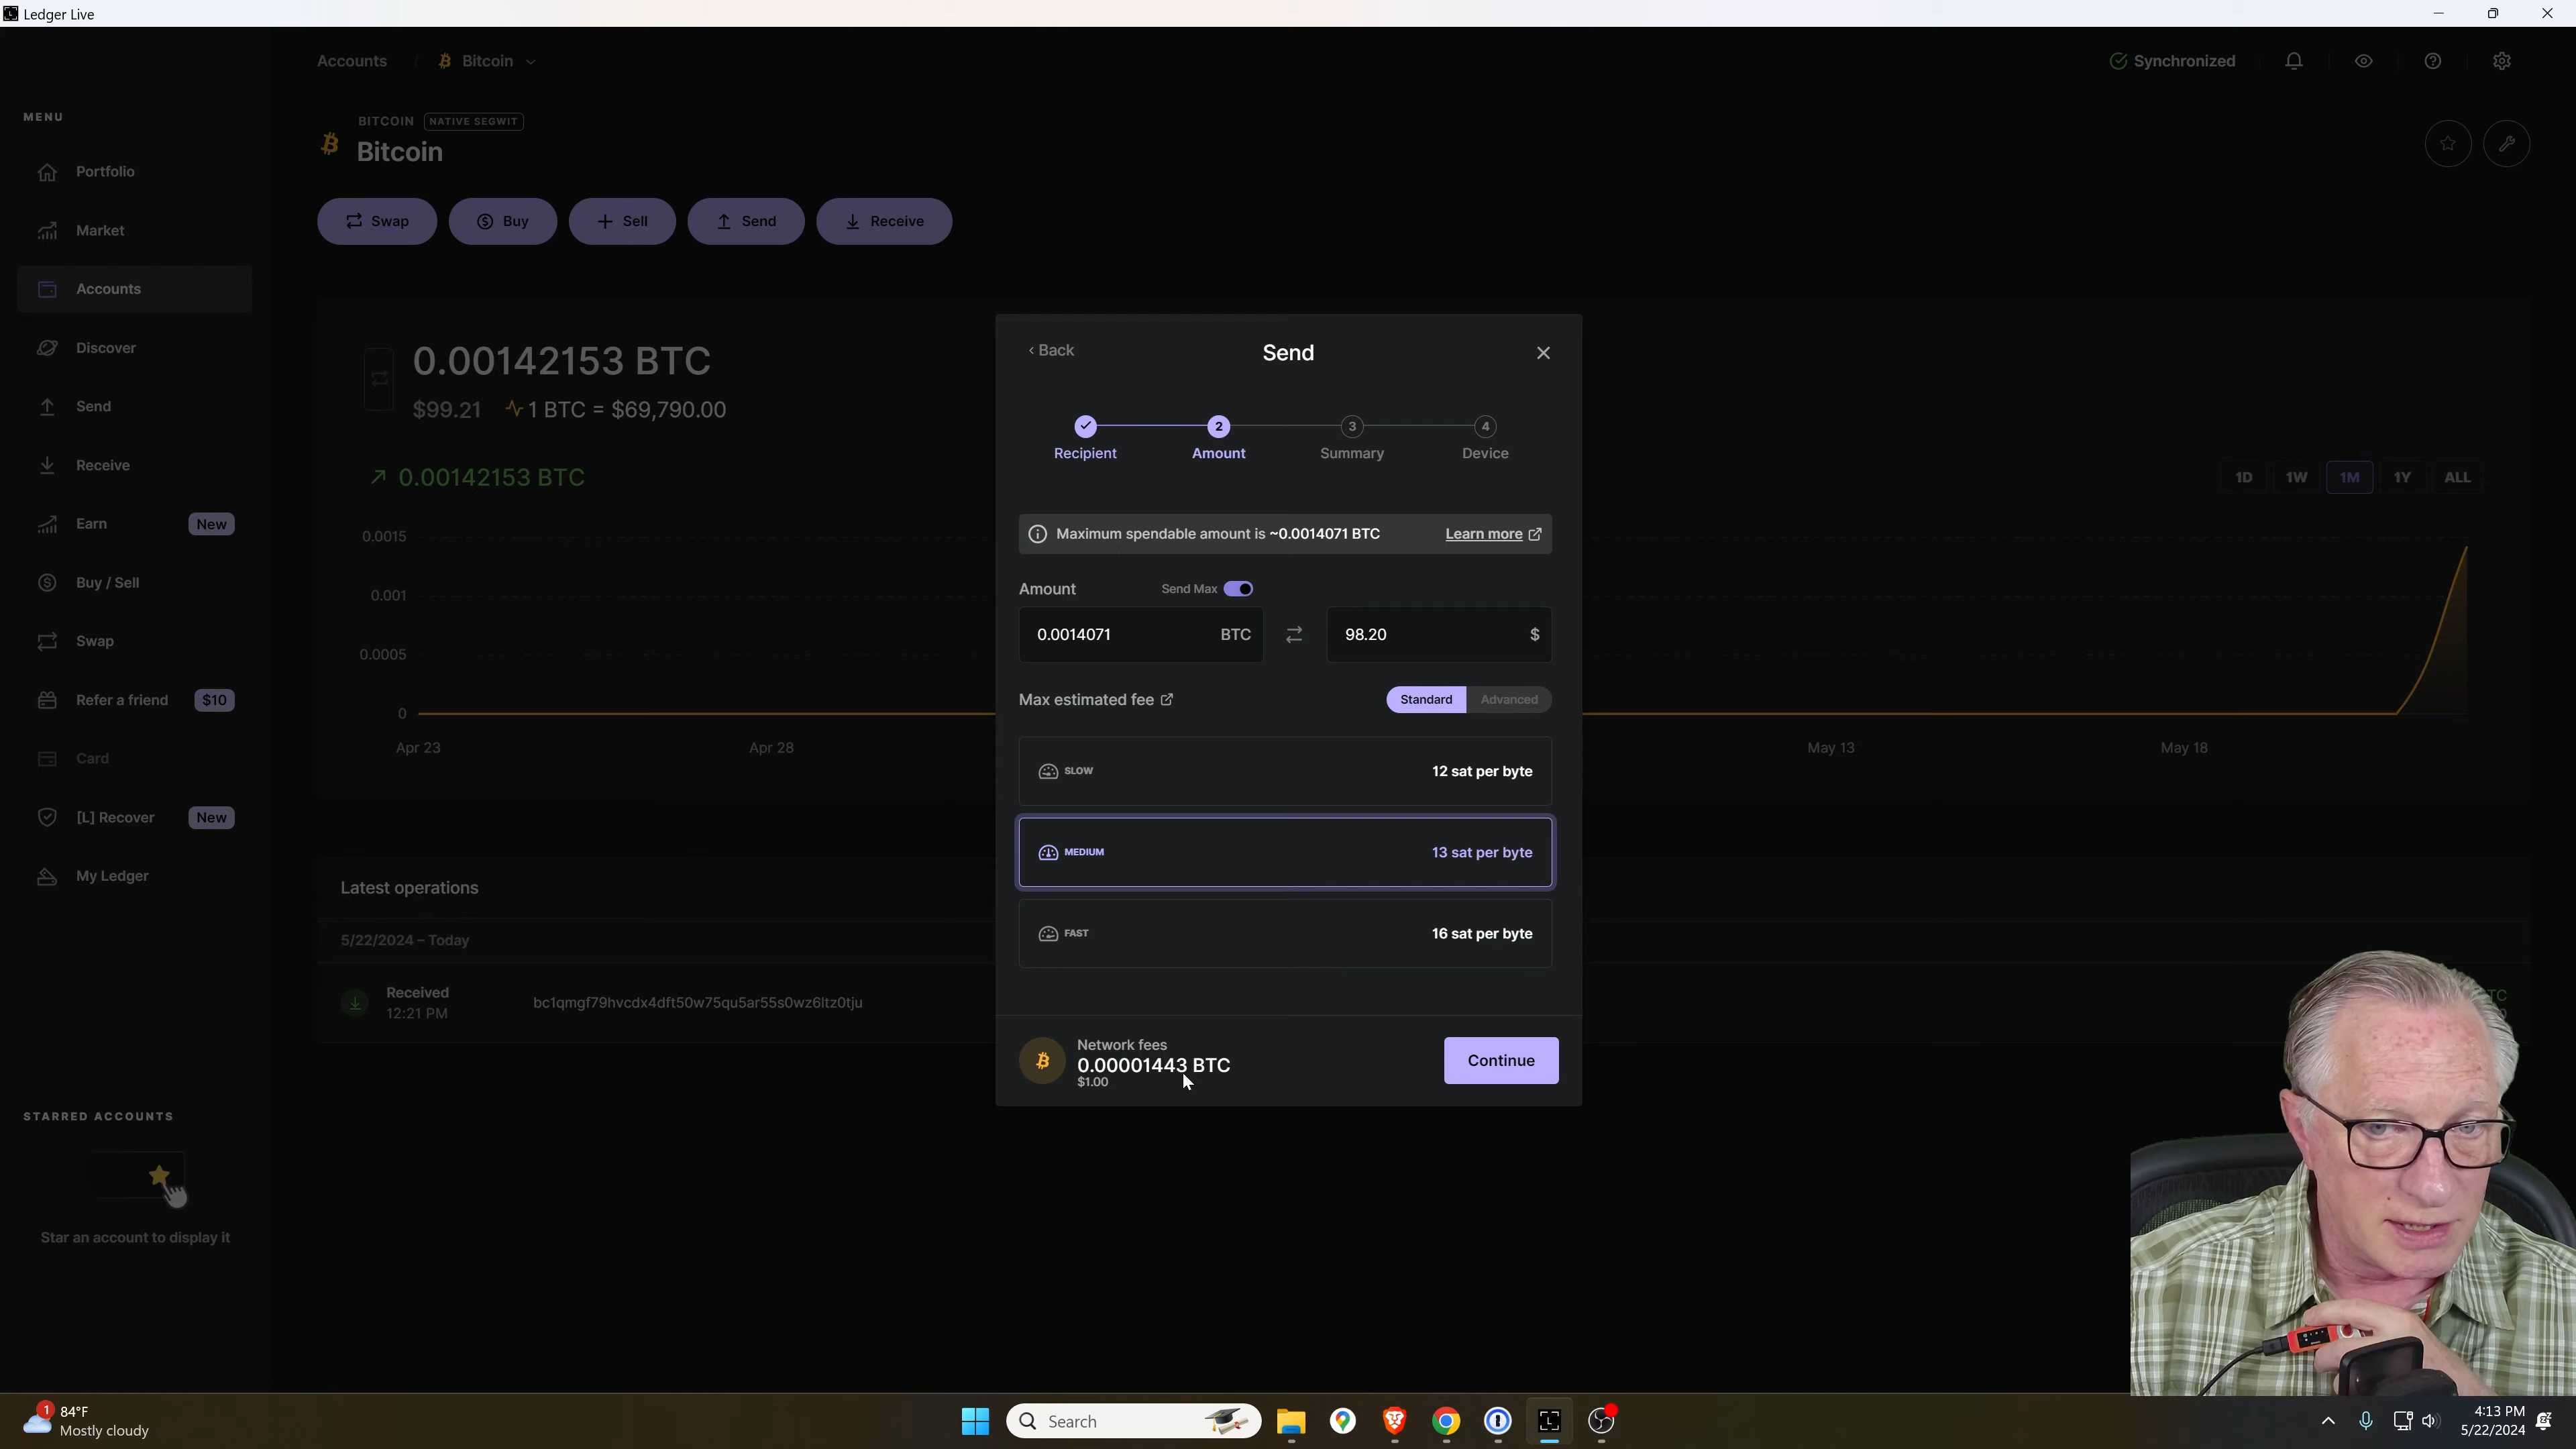 Ledger Live
Accounts / Bitcoin
Synchronized
MENU
Portfolio
Market
Accounts
Discover
Send
Receive
Earn New
Buy / Sell
Swap
Refer a friend $10
Card
[L] Recover New
My Ledger
STARRED ACCOUNTS
Star an account to display it
BITCOIN NATIVE SEGWIT
Bitcoin
Swap Buy Sell Send Receive
0.00142153 BTC
$99.21 1 BTC = $69,790.00
0.00142153 BTC
1D 1W 1M 1Y ALL
0.0015
0.001
0.0005
0
Apr 23 Apr 28 May 13 May 18
Latest operations
5/22/2024 – Today
Received
12:21 PM
bc1qmgf79hvcdx4dft50w75qu5ar55s0wz6ltz0tju
TC
Back
Send
2 3 4
Recipient Amount Summary Device
Maximum spendable amount is ~0.0014071 BTC Learn more
Amount Send Max
0.0014071 BTC 98.20 $
Max estimated fee Standard Advanced
SLOW 12 sat per byte
MEDIUM 13 sat per byte
FAST 16 sat per byte
Network fees
0.00001443 BTC
$1.00
Continue
1
84°F
Mostly cloudy
Search
4:13 PM
5/22/2024